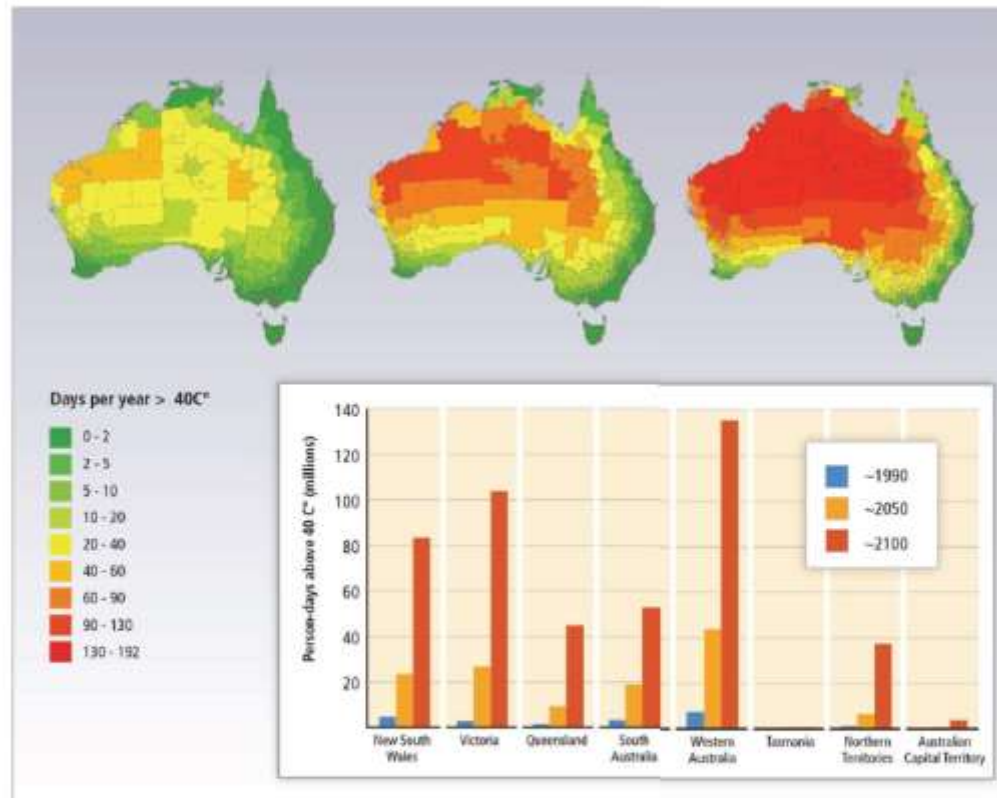 Days per year > 40C°
0 - 2
2 - 5
5 - 10
10 - 20
20 - 40
40 - 60
60 - 90
90 - 130
130 - 192
Person-days above 40 C° (millions)
140
120
100
80
60
40
20
~1990
~2050
~2100
New South
Wales
Victoria
Queensland
South
Australia
Western
Australia
Tasmania
Northern
Territories
Australian
Capital Territory